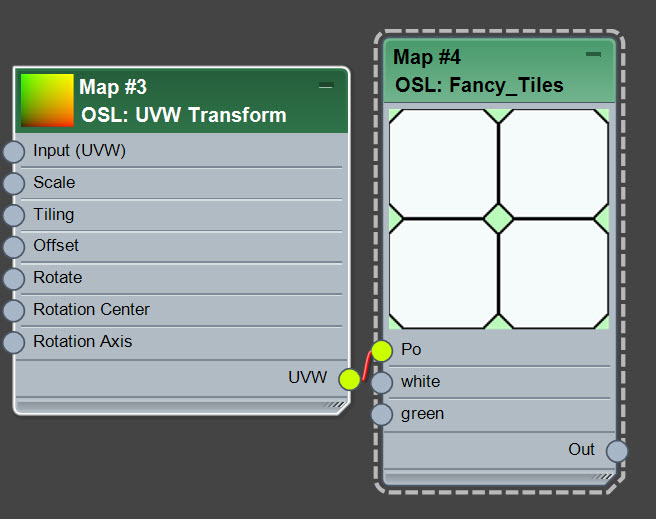 Map #3
OSL: UVW Transform
Input (UVW)
Scale
Tiling
Offset
Rotate
Rotation Center
Rotation Axis
UVW
Map #4
OSL: Fancy_Tiles
Po
white
green
Out